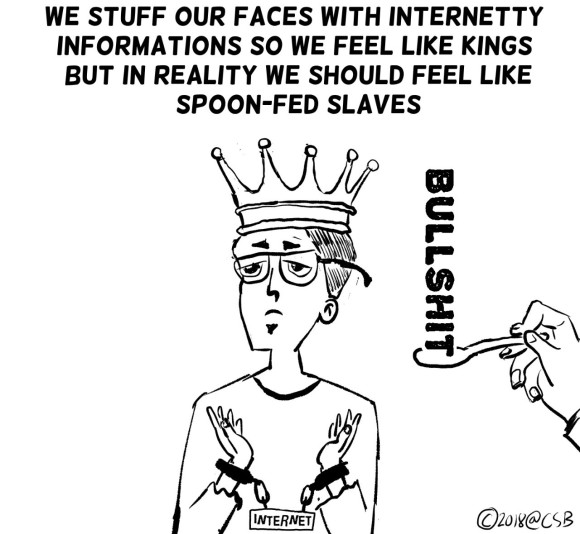 WE STUFF OUR FACES WITH INTERNETTY
INFORMATIONS SO WE FEEL LIKE KINGS
BUT IN REALITY WE SHOULD FEEL LIKE
SPOON-FED SLAVES
BULLSHIT
INTERNET
©2018@CSB